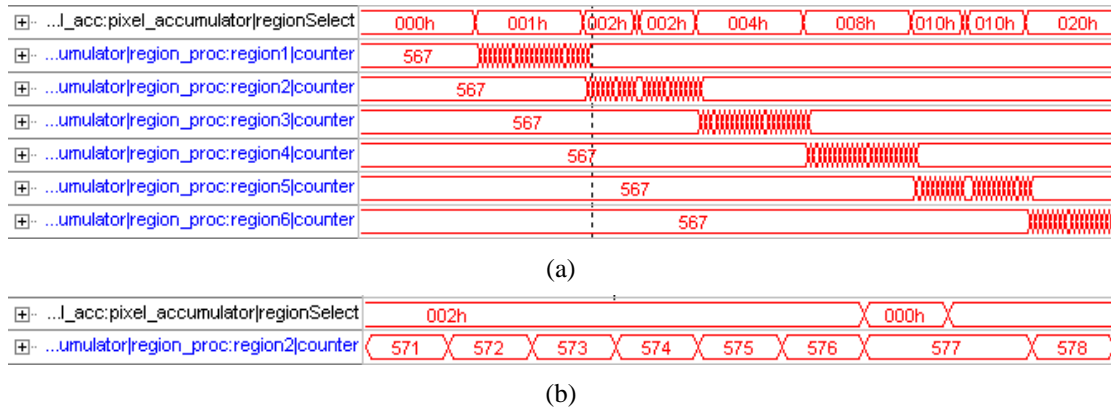 ...l_acc:pixel_accumulator|regionSelect 000h 001h 002h 002h 004h 008h 010h 010h 020h
...umulator|region_proc:region1|counter 567
...umulator|region_proc:region2|counter 567
...umulator|region_proc:region3|counter 567
...umulator|region_proc:region4|counter 567
...umulator|region_proc:region5|counter 567
...umulator|region_proc:region6|counter 567
(a)
...l_acc:pixel_accumulator|regionSelect 002h 000h
...umulator|region_proc:region2|counter 571 572 573 574 575 576 577 578
(b)